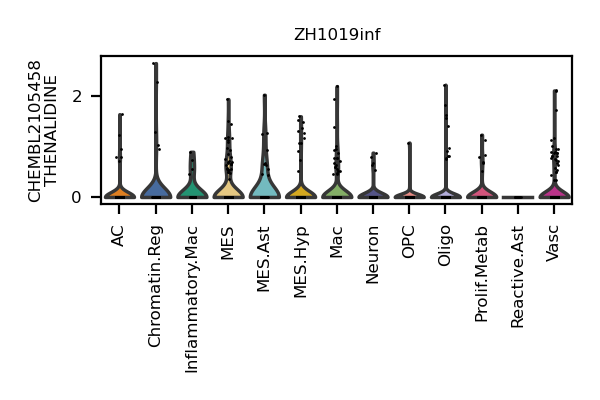 ZH1019inf
CHEMBL2105458
THENALIDINE
2
0
AC
Chromatin.Reg
Inflammatory.Mac
MES
MES.Ast
MES.Hyp
Mac
Neuron
OPC
Oligo
Prolif.Metab
Reactive.Ast
Vasc